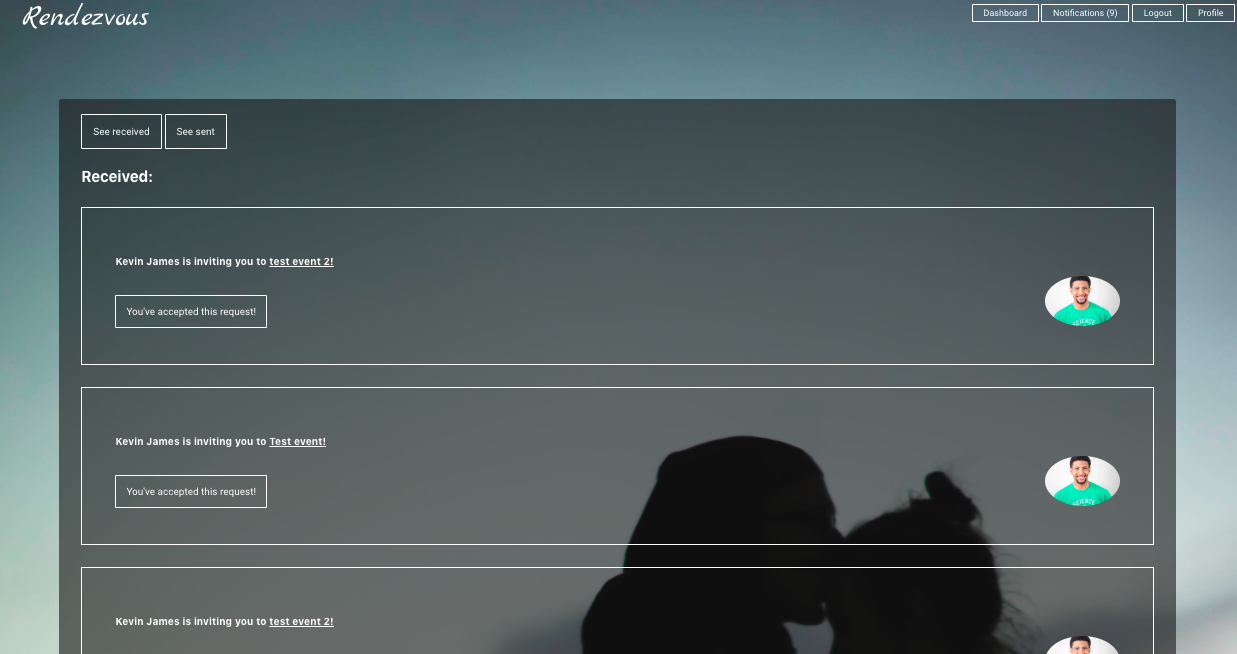 Rendezvous
Dashboard Notifications (9) Logout Profile
See received See sent
Received:
Kevin James is inviting you to test event 2!
You've accepted this request!
SCIENCE
Kevin James is inviting you to Test event!
You've accepted this request!
SCIENCE
Kevin James is inviting you to test event 2!